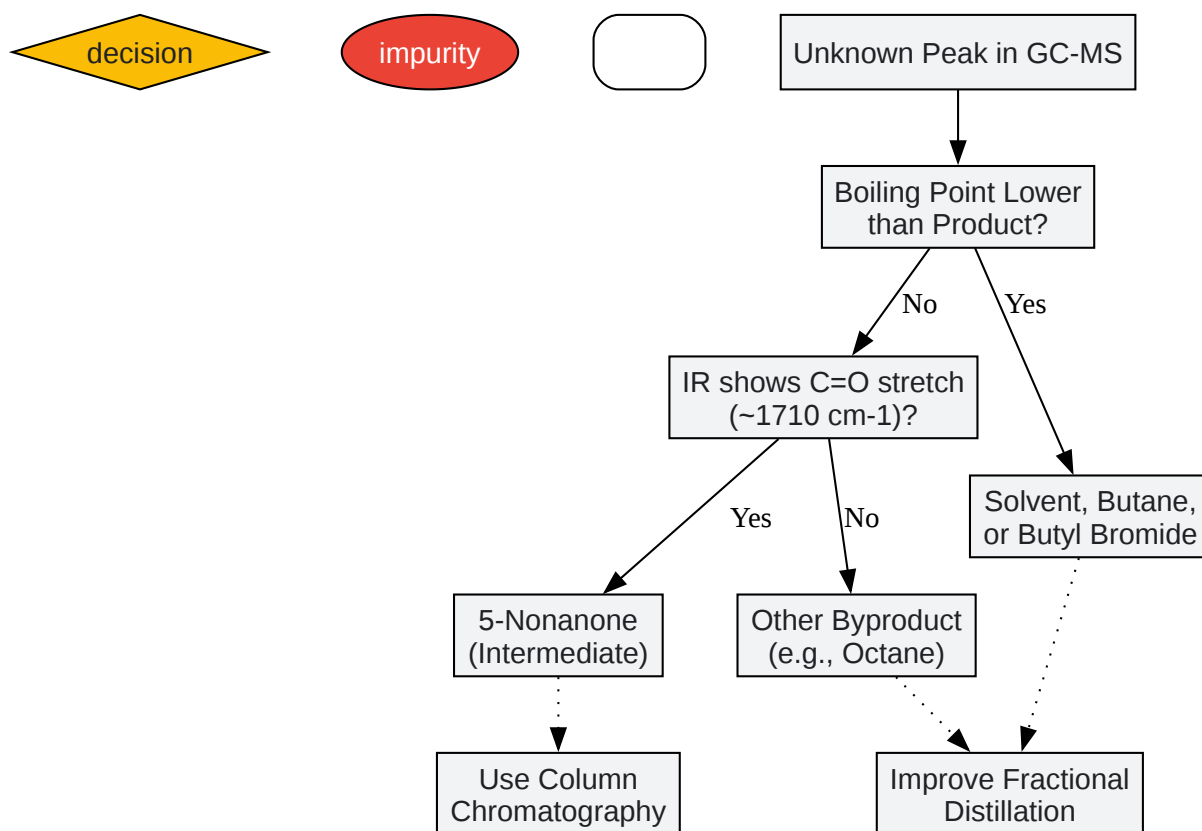 decision
impurity
Unknown Peak in GC-MS
Boiling Point Lower
than Product?
No
Yes
IR shows C=O stretch
(~1710 cm-1)?
Yes
No
Solvent, Butane,
or Butyl Bromide
5-Nonanone
(Intermediate)
Other Byproduct
(e.g., Octane)
Use Column
Chromatography
Improve Fractional
Distillation